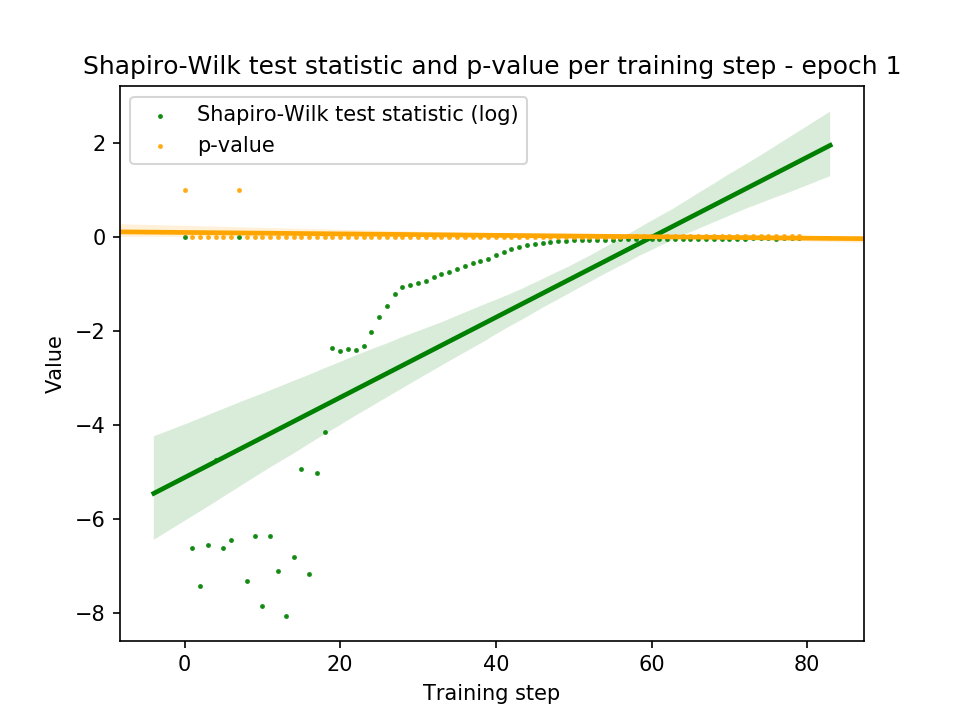 Shapiro-Wilk test statistic and p-value per training step - epoch 1
Shapiro-Wilk test statistic (log)
p-value
Value
2
0
−2
−4
−6
−8
0 20 40 60 80
Training step